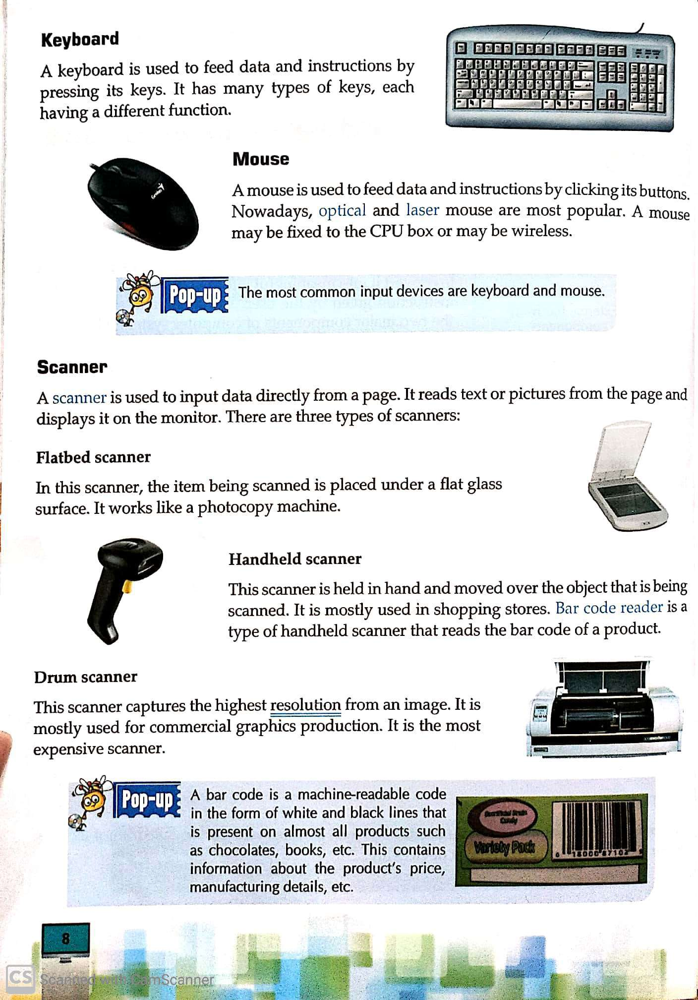 Keyboard
A keyboard is used to feed data and instructions by
pressing its keys. It has many types of keys, each
having a different function.
Mouse
A mouse is used to feed data and instructions by clicking its buttons.
Nowadays, optical and laser mouse are most popular. A mouse
may be fixed to the CPU box or may be wireless.
Genius
Pop-up
The most common input devices are keyboard and mouse.
Scanner
A scanner is used to input data directly from a page. It reads text or pictures from the page and
displays it on the monitor. There are three types of scanners:
Flatbed scanner
In this scanner, the item being scanned is placed under a flat glass
surface. It works like a photocopy machine.
Handheld scanner
This scanner is held in hand and moved over the object that is being
scanned. It is mostly used in shopping stores. Bar code reader is a
type of handheld scanner that reads the bar code of a product.
Drum scanner
This scanner captures the highest resolution from an image. It is
mostly used for commercial graphics production. It is the most
expensive scanner.
Pop-up
A bar code is a machine-readable code
in the form of white and black lines that
is present on almost all products such
as chocolates, books, etc. This contains
information about the product's price,
manufacturing details, etc.
Candy
Variety Pack
8
CS Scanned with CamScanner